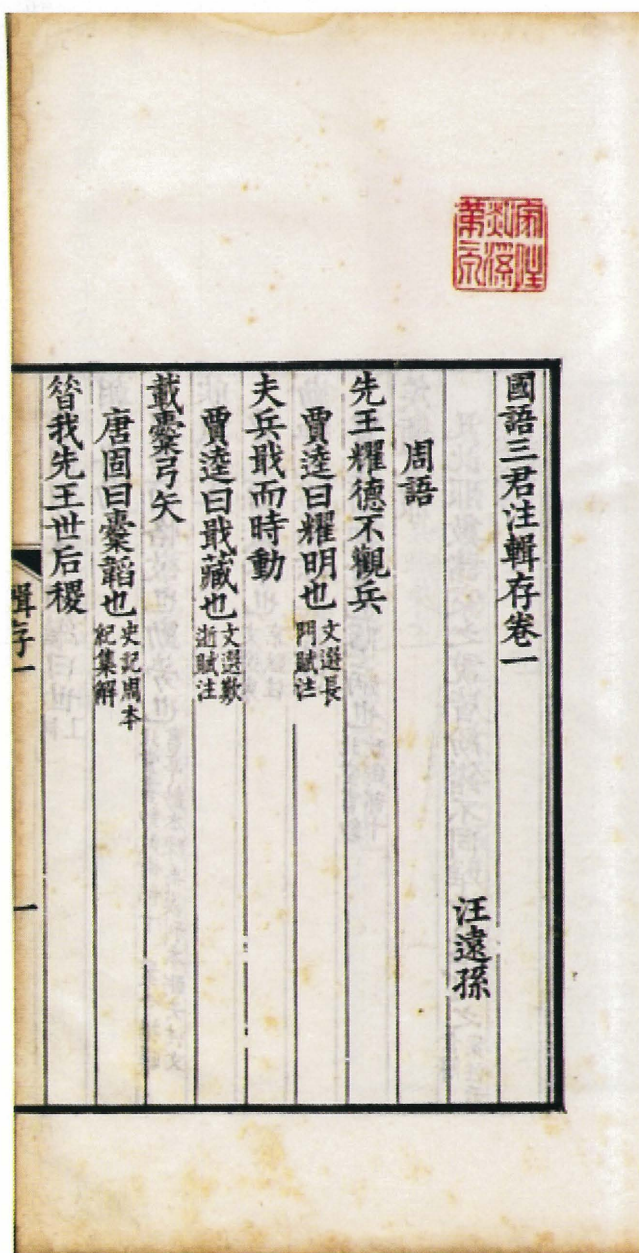 國語三君注輯存卷一
汪遠孫
周語
先王耀德不觀兵
賈逵曰耀明也文選長門賦注
夫兵戢而時動
賈逵曰戢藏也文選歎逝賦注
載櫜弓矢
唐固曰櫜韜也史記周本紀集解
昔我先王世后稷
輯存一
一